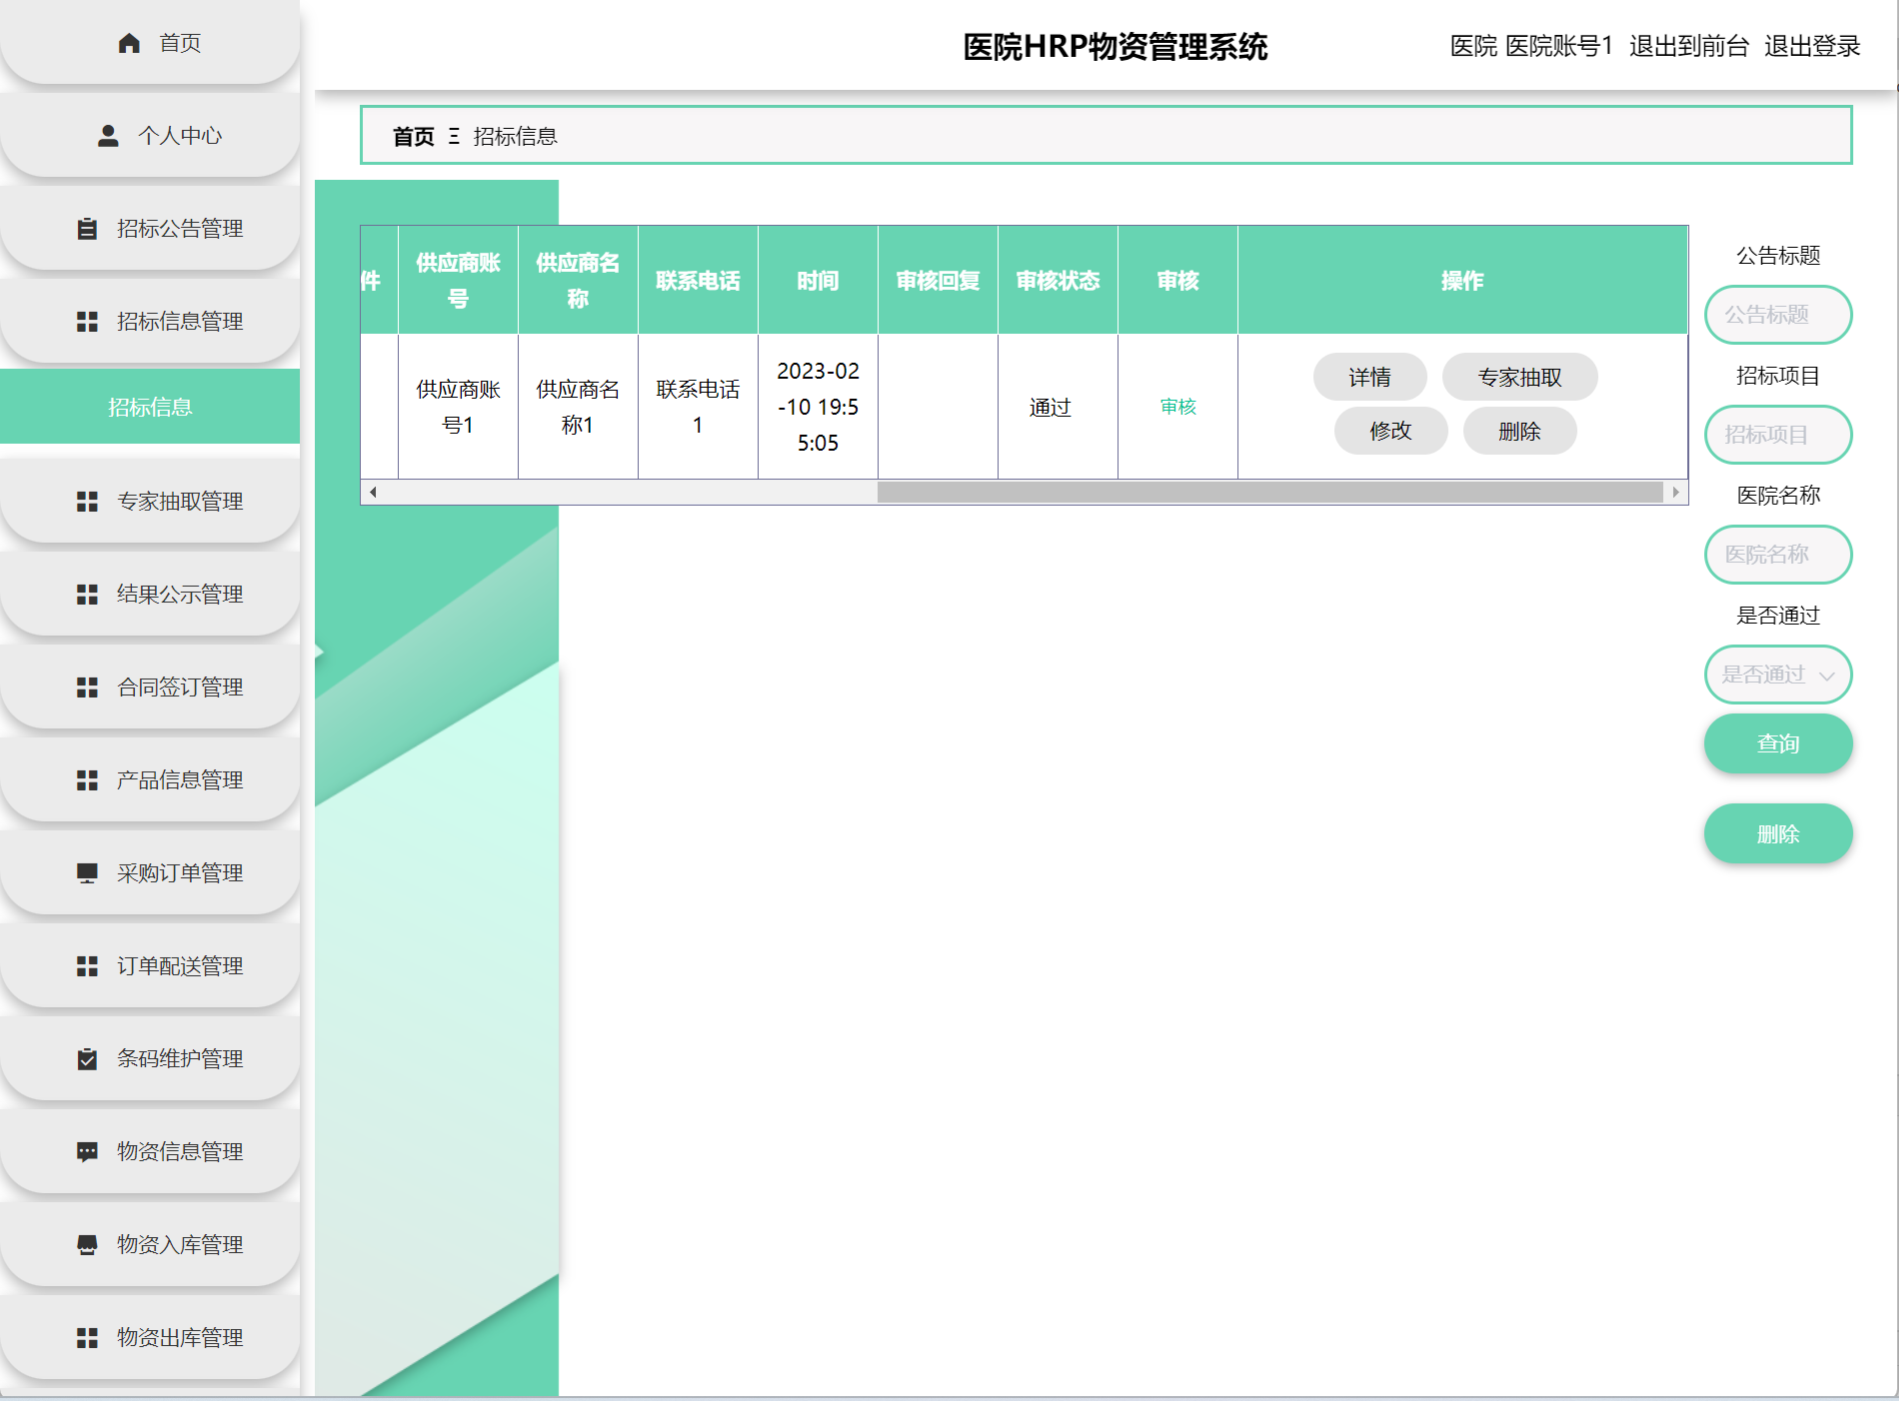 首页
个人中心
招标公告管理
招标信息管理
招标信息
专家抽取管理
结果公示管理
合同签订管理
产品信息管理
采购订单管理
订单配送管理
条码维护管理
物资信息管理
物资入库管理
物资出库管理
医院HRP物资管理系统
医院 医院账号1 退出到前台 退出登录
首页 Ξ 招标信息
件
供应商账
号
供应商名
称
联系电话
时间
审核回复
审核状态
审核
操作
供应商账
号1
供应商名
称1
联系电话
1
2023-02
-10 19:5
5:05
通过
审核
详情 专家抽取
修改 删除
公告标题
公告标题
招标项目
招标项目
医院名称
医院名称
是否通过
是否通过
查询
删除